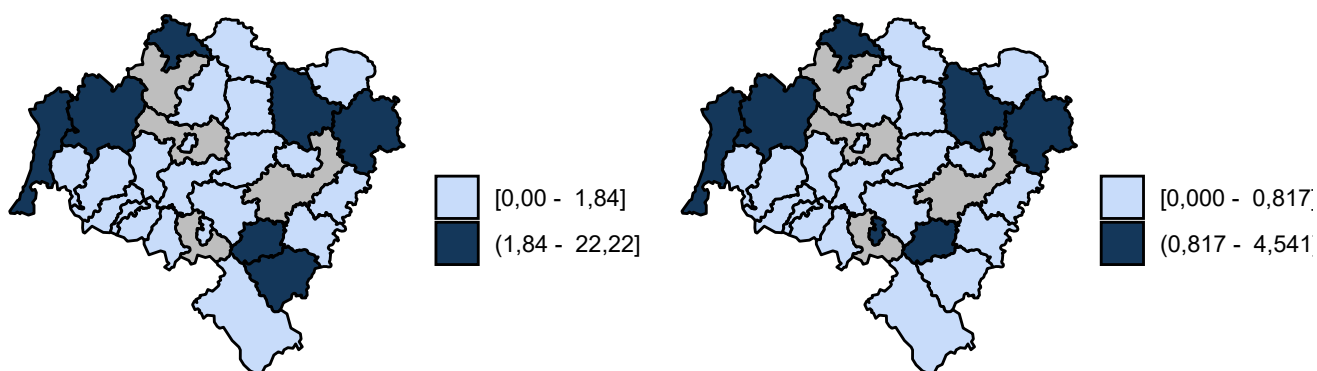 [0,00 - 1,84]
(1,84 - 22,22]
[0,000 - 0,817]
(0,817 - 4,541]